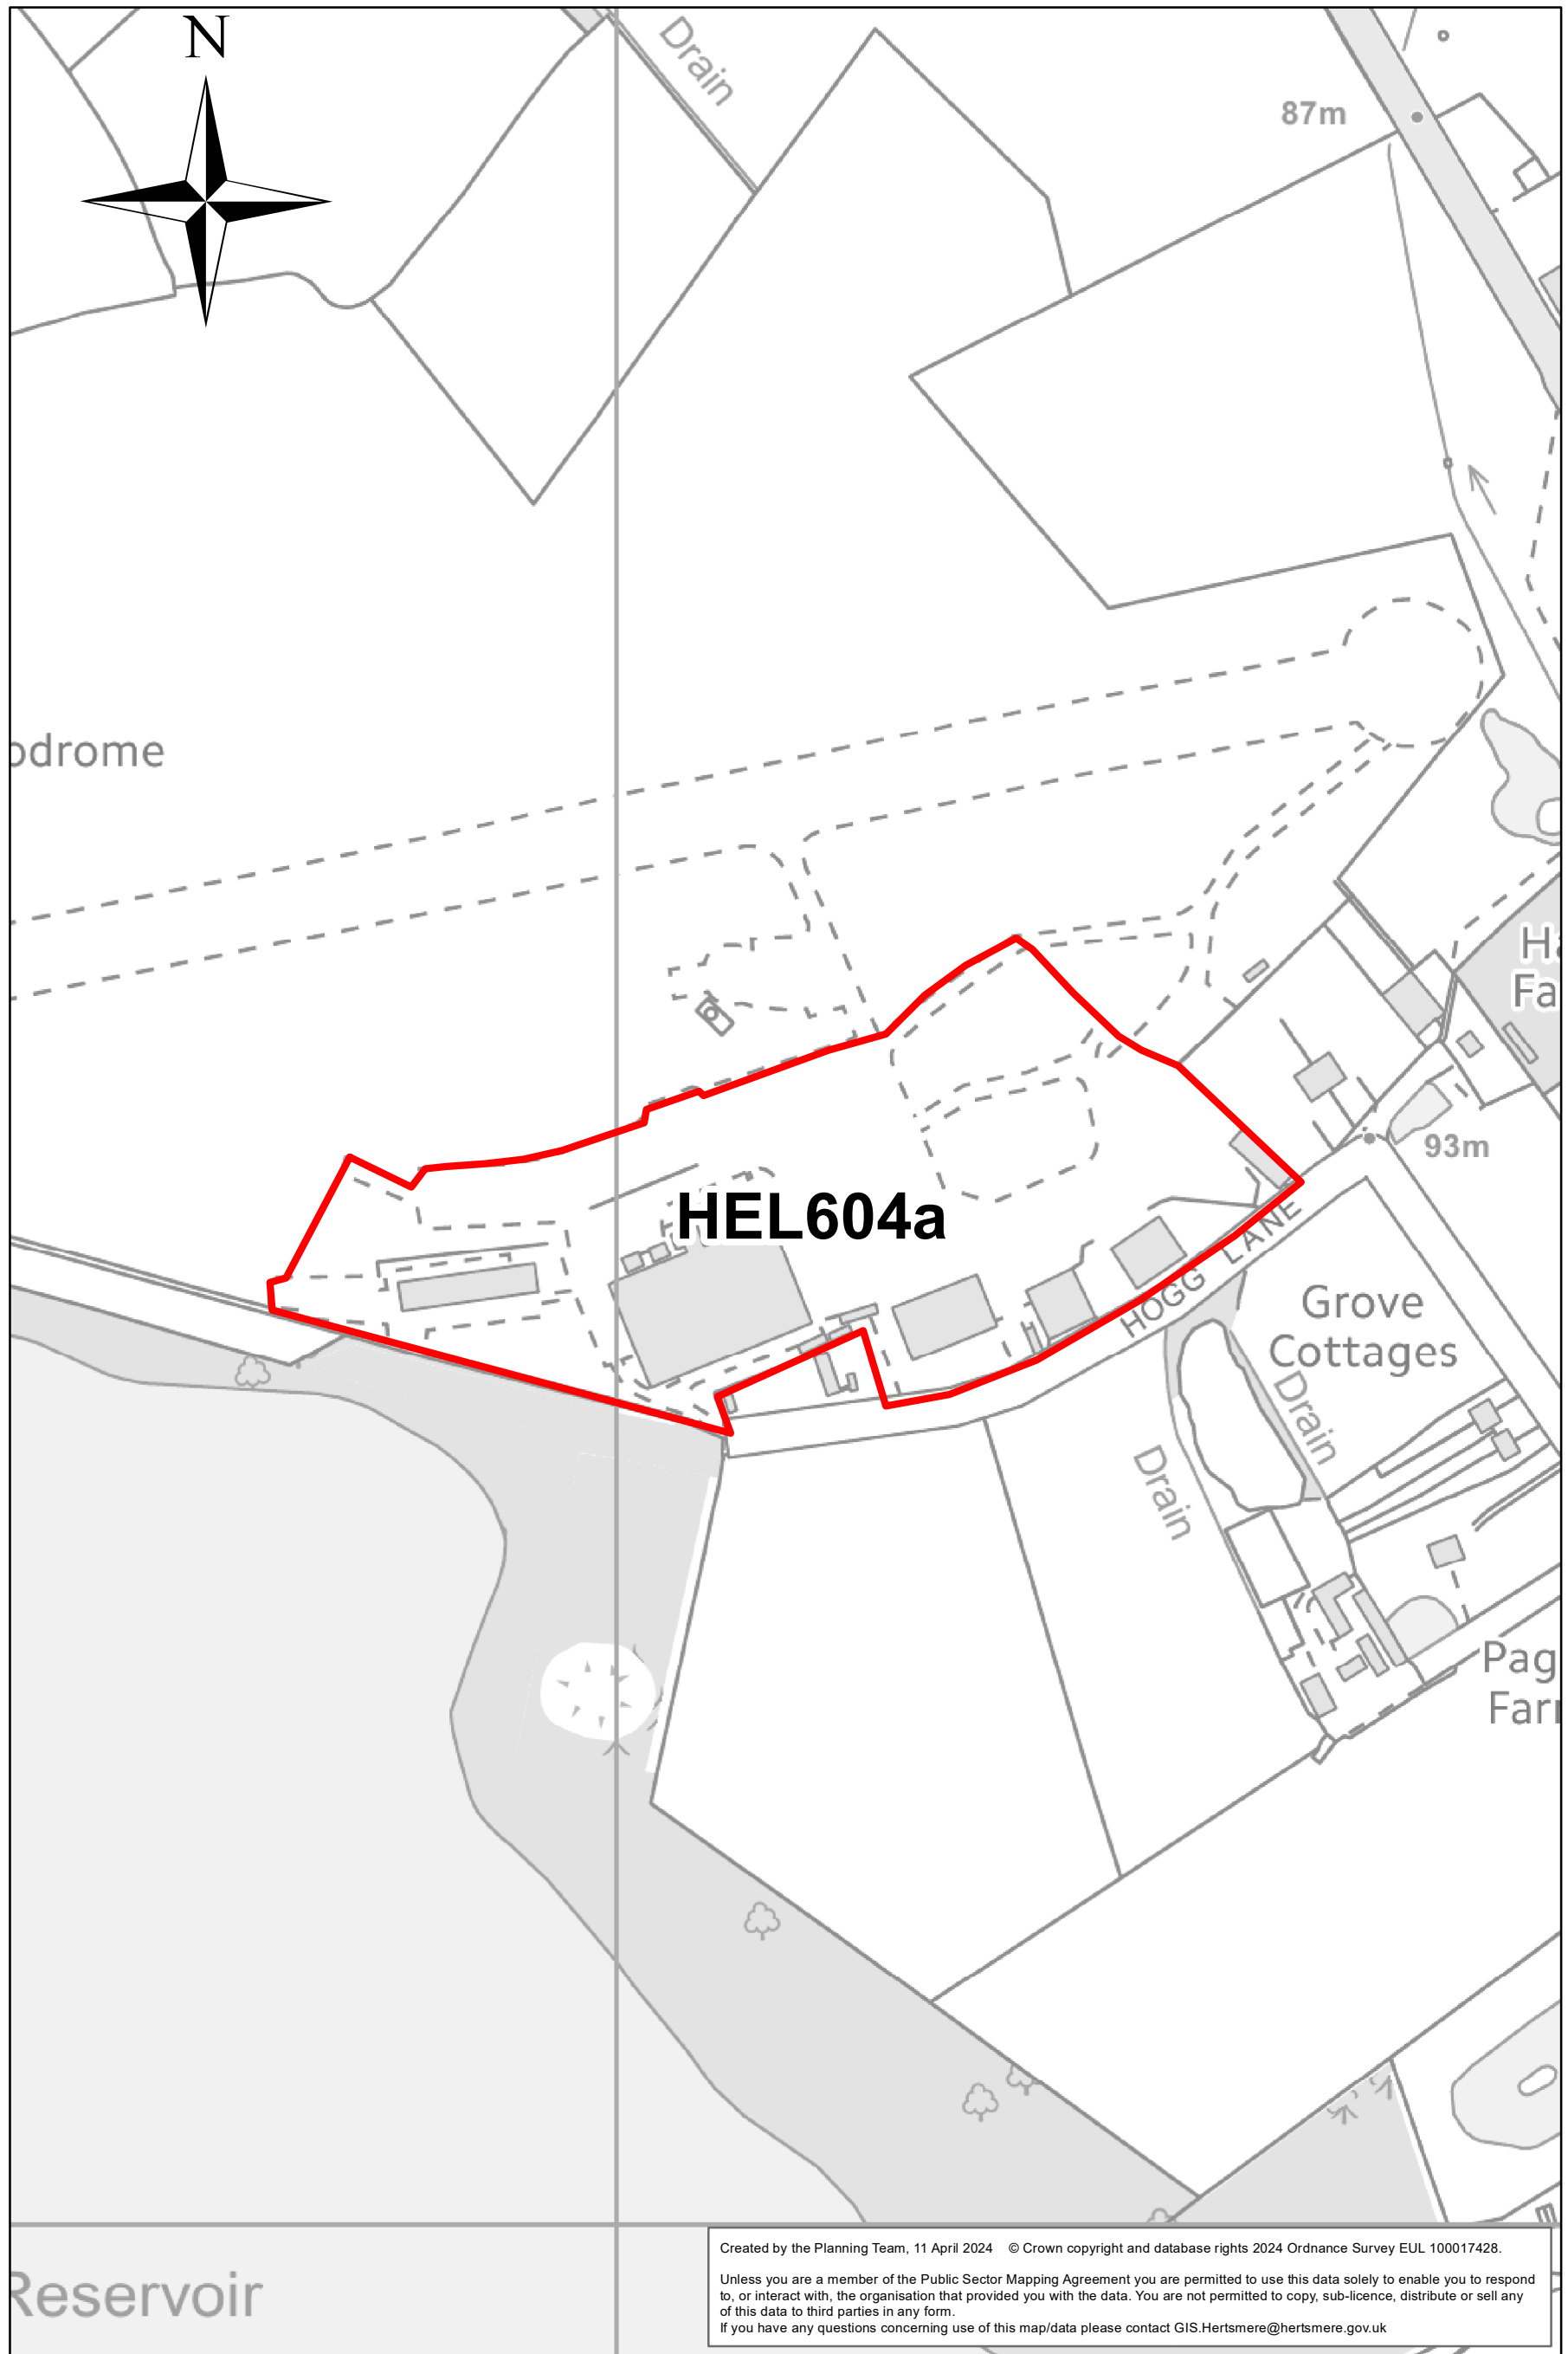 N
Drain
87m
odrome
Ha
Fa
93m
HEL604a
HOGG LANE
Grove
Cottages
Drain
Drain
Pag
Farr
Created by the Planning Team, 11 April 2024 © Crown copyright and database rights 2024 Ordnance Survey EUL 100017428.
Unless you are a member of the Public Sector Mapping Agreement you are permitted to use this data solely to enable you to respond
to, or interact with, the organisation that provided you with the data. You are not permitted to copy, sub-licence, distribute or sell any
of this data to third parties in any form.
If you have any questions concerning use of this map/data please contact GIS.Hertsmere@hertsmere.gov.uk
Reservoir